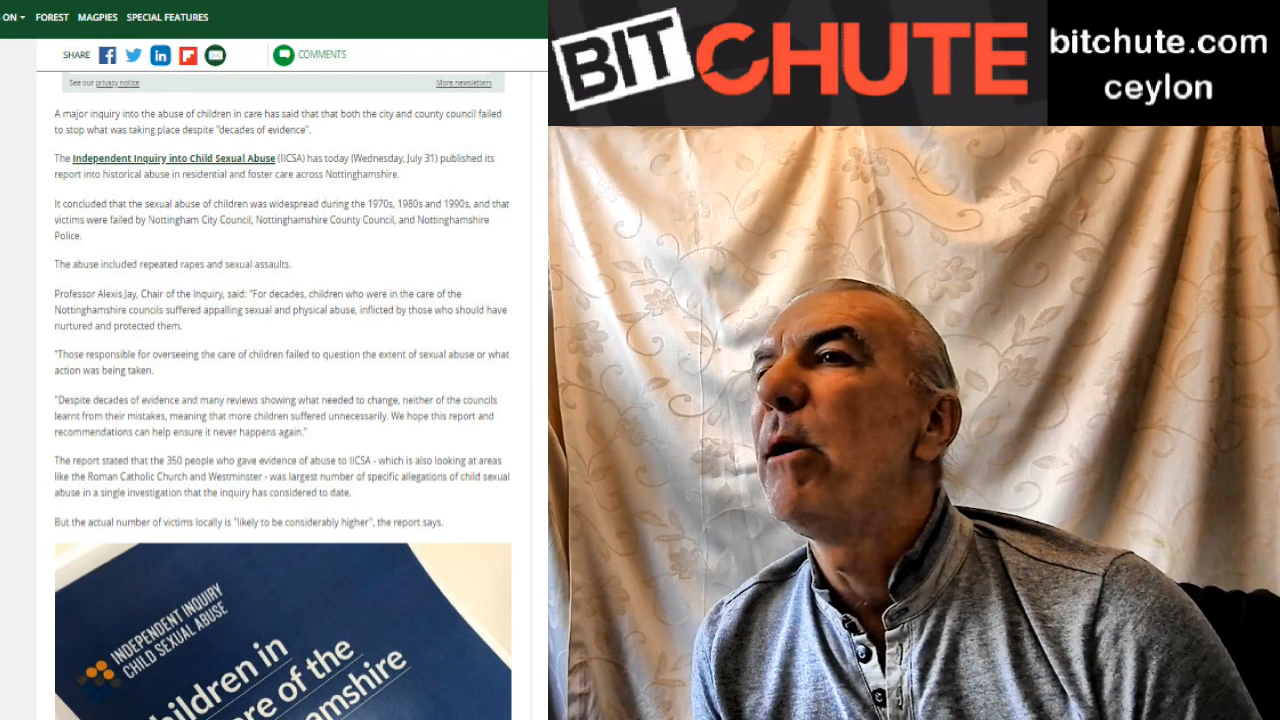 ON
FOREST
MAGPIES
SPECIAL FEATURES
SHARE
COMMENTS
See our privacy notice
More newsletters
A major inquiry into the abuse of children in care has said that that both the city and county council failed
to stop what was taking place despite "decades of evidence".
The Independent Inquiry into Child Sexual Abuse (IICSA) has today (Wednesday, July 31) published its
report into historical abuse in residential and foster care across Nottinghamshire.
It concluded that the sexual abuse of children was widespread during the 1970s, 1980s and 1990s, and that
victims were failed by Nottingham City Council, Nottinghamshire County Council, and Nottinghamshire
Police.
The abuse included repeated rapes and sexual assaults.
Professor Alexis Jay, Chair of the Inquiry, said: "For decades, children who were in the care of the
Nottinghamshire councils suffered appalling sexual and physical abuse, inflicted by those who should have
nurtured and protected them.
"Those responsible for overseeing the care of children failed to question the extent of sexual abuse or what
action was being taken.
"Despite decades of evidence and many reviews showing what needed to change, neither of the councils
learnt from their mistakes, meaning that more children suffered unnecessarily. We hope this report and
recommendations can help ensure it never happens again."
The report stated that the 350 people who gave evidence of abuse to IICSA - which is also looking at areas
like the Roman Catholic Church and Westminster - was largest number of specific allegations of child sexual
abuse in a single investigation that the inquiry has considered to date.
But the actual number of victims locally is "likely to be considerably higher", the report says.
INDEPENDENT INQUIRY
CHILD SEXUAL ABUSE
hildren in
re of the
amshire
BITCHUTE
bitchute.com
ceylon